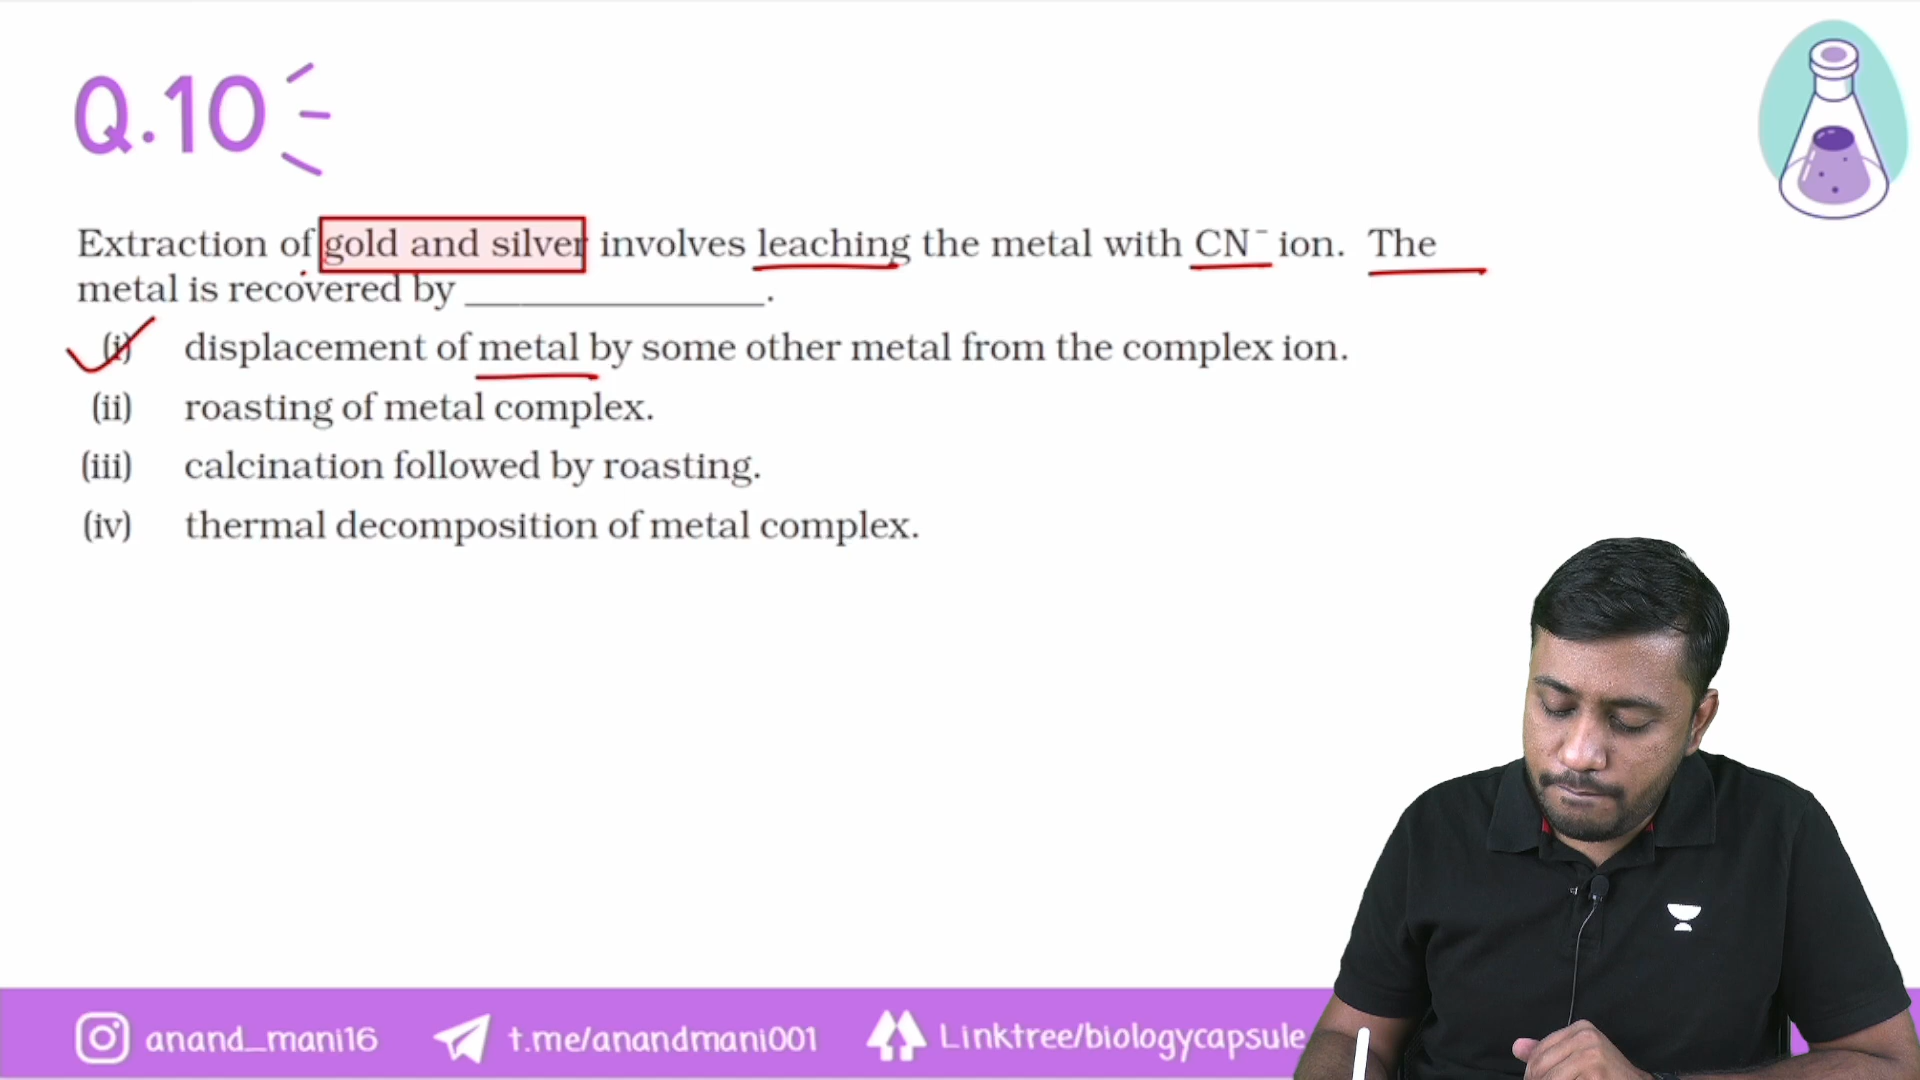 Q.10
Extraction of gold and silver involves leaching the metal with CN⁻ ion. The
metal is recovered by _______________.
(i) displacement of metal by some other metal from the complex ion.
(ii) roasting of metal complex.
(iii) calcination followed by roasting.
(iv) thermal decomposition of metal complex.
anand_mani16 t.me/anandmani001 Linktree/biologycapsule